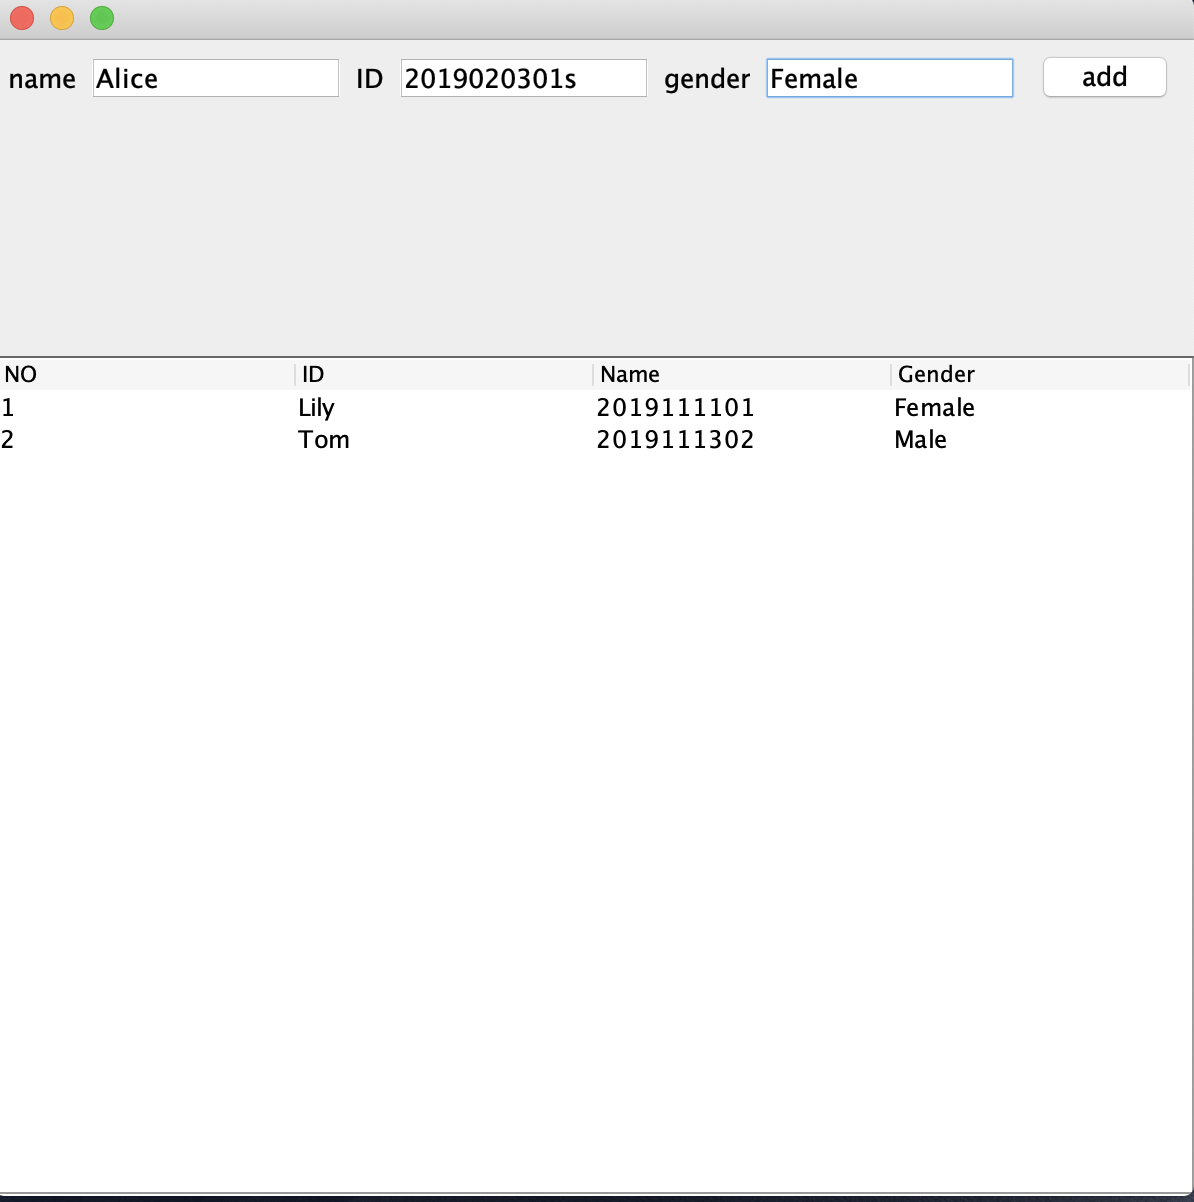 name Alice ID 2019020301s gender Female add
NO ID Name Gender
1 Lily 2019111101 Female
2 Tom 2019111302 Male